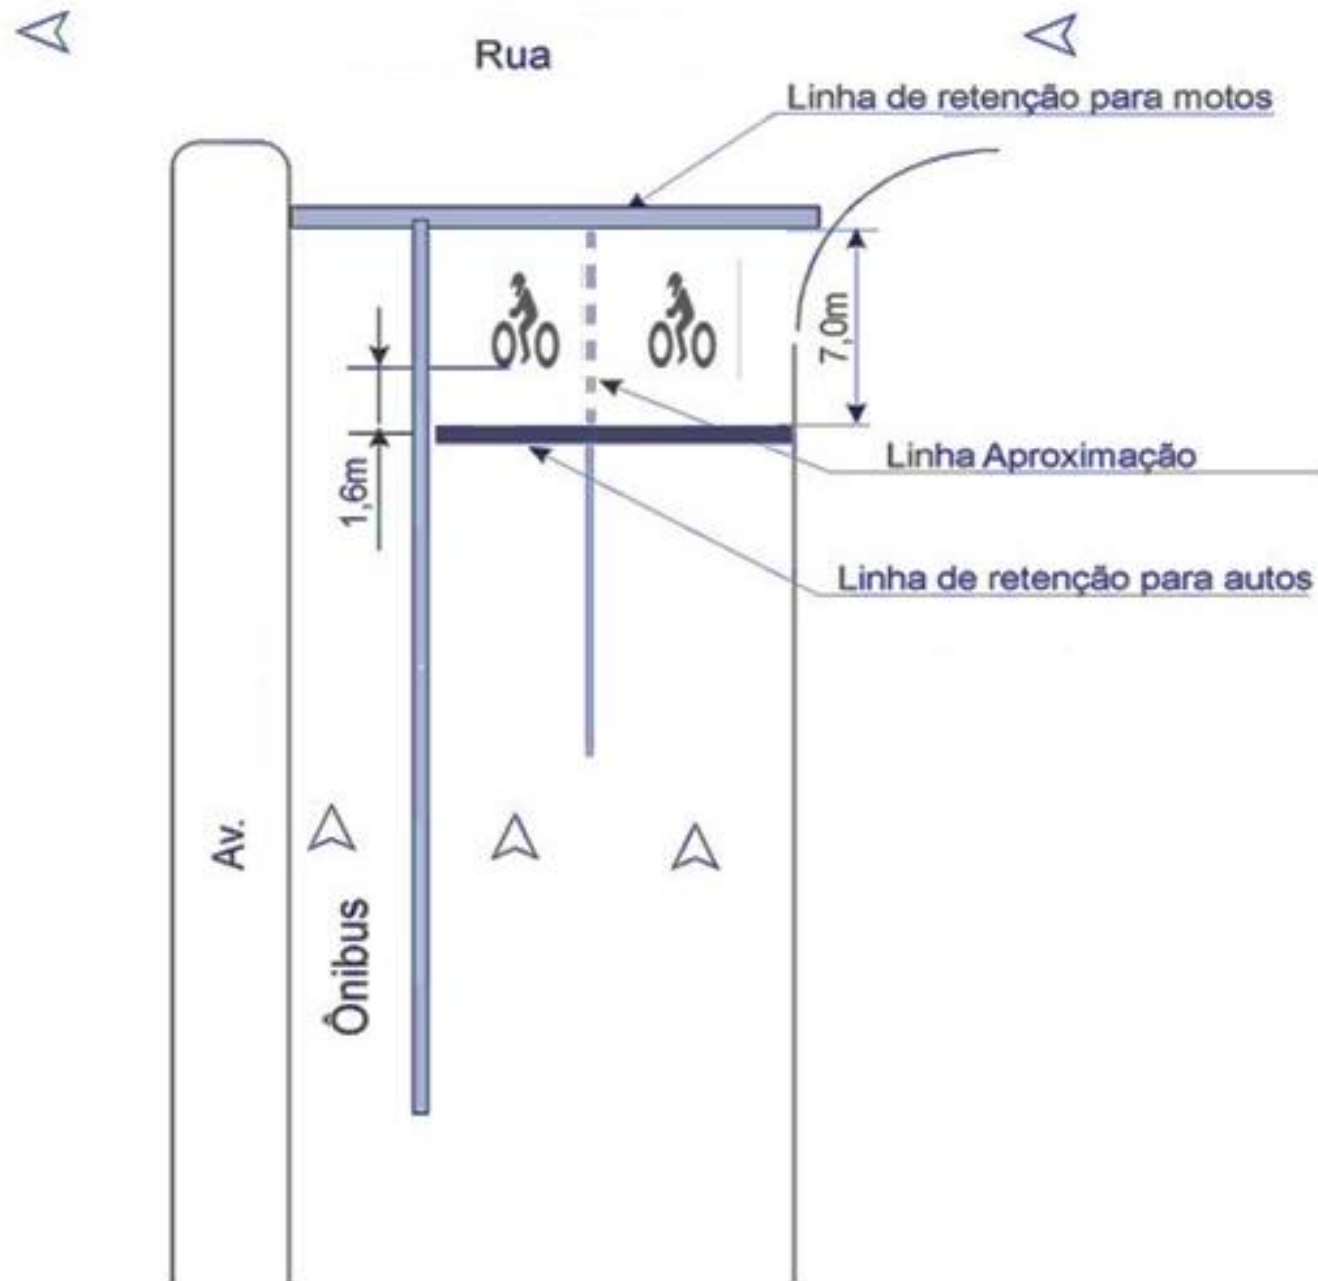 Rua
Linha de retenção para motos
7,0m
Linha Aproximação
1,6m
Linha de retenção para autos
Av.
Ônibus